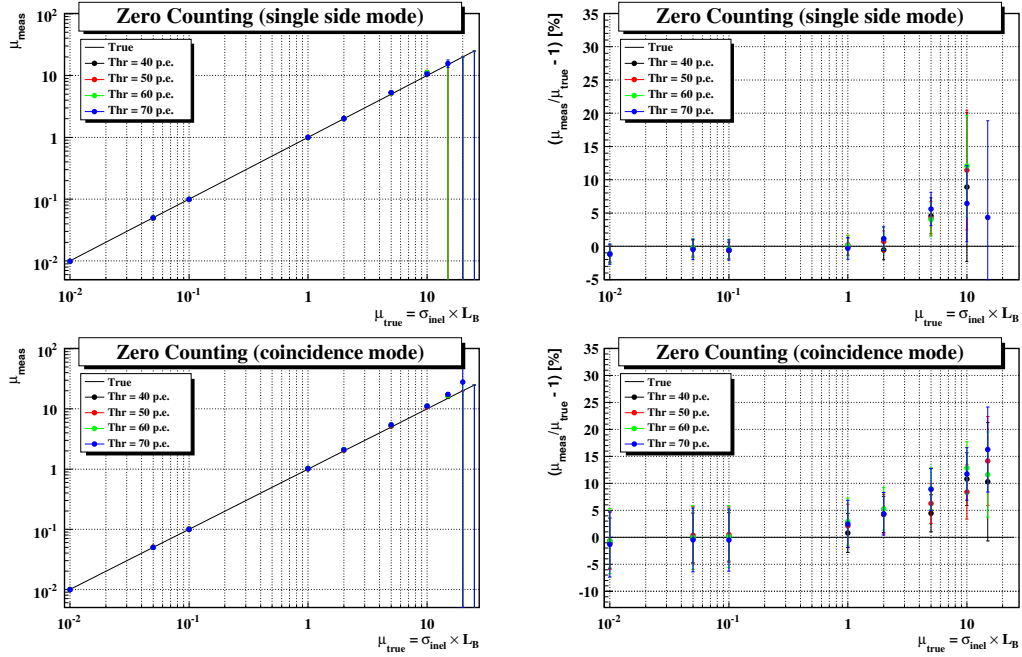 Zero Counting (single side mode)
μmeas
10²
10
1
10⁻¹
10⁻²
True
Thr = 40 p.e.
Thr = 50 p.e.
Thr = 60 p.e.
Thr = 70 p.e.
10⁻² 10⁻¹ 1 10
μtrue = σinel × LB
Zero Counting (single side mode)
(μmeas/μtrue - 1) [%]
35
30
25
20
15
10
5
0
-5
True
Thr = 40 p.e.
Thr = 50 p.e.
Thr = 60 p.e.
Thr = 70 p.e.
10⁻² 10⁻¹ 1 10
μtrue = σinel × LB
Zero Counting (coincidence mode)
μmeas
10²
10
1
10⁻¹
10⁻²
True
Thr = 40 p.e.
Thr = 50 p.e.
Thr = 60 p.e.
Thr = 70 p.e.
10⁻² 10⁻¹ 1 10
μtrue = σinel × LB
Zero Counting (coincidence mode)
(μmeas/μtrue - 1) [%]
35
30
25
20
15
10
5
0
-5
-10
True
Thr = 40 p.e.
Thr = 50 p.e.
Thr = 60 p.e.
Thr = 70 p.e.
10⁻² 10⁻¹ 1 10
μtrue = σinel × LB